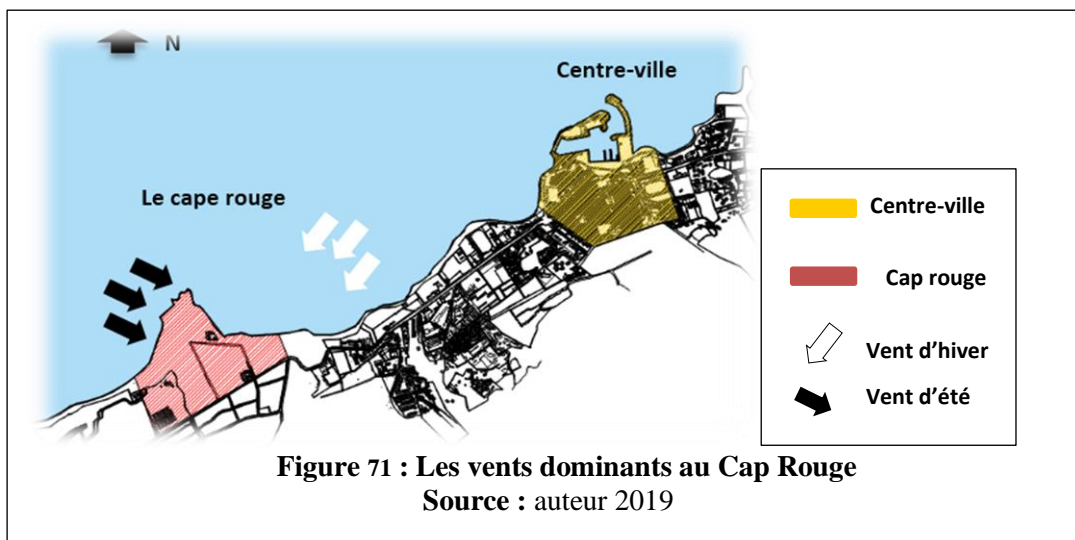 N
Centre-ville
Le cape rouge
Centre-ville
Cap rouge
Vent d’hiver
Vent d’été
Figure 71 : Les vents dominants au Cap Rouge
Source : auteur 2019